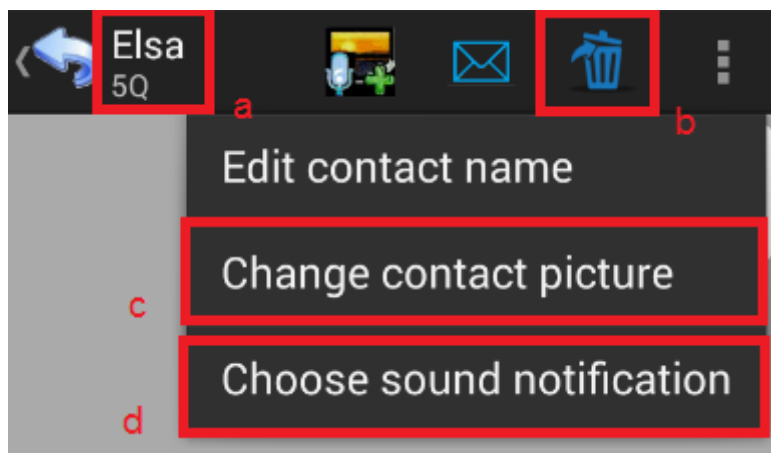 Elsa
5Q
a
b
Edit contact name
Change contact picture
c
Choose sound notification
d